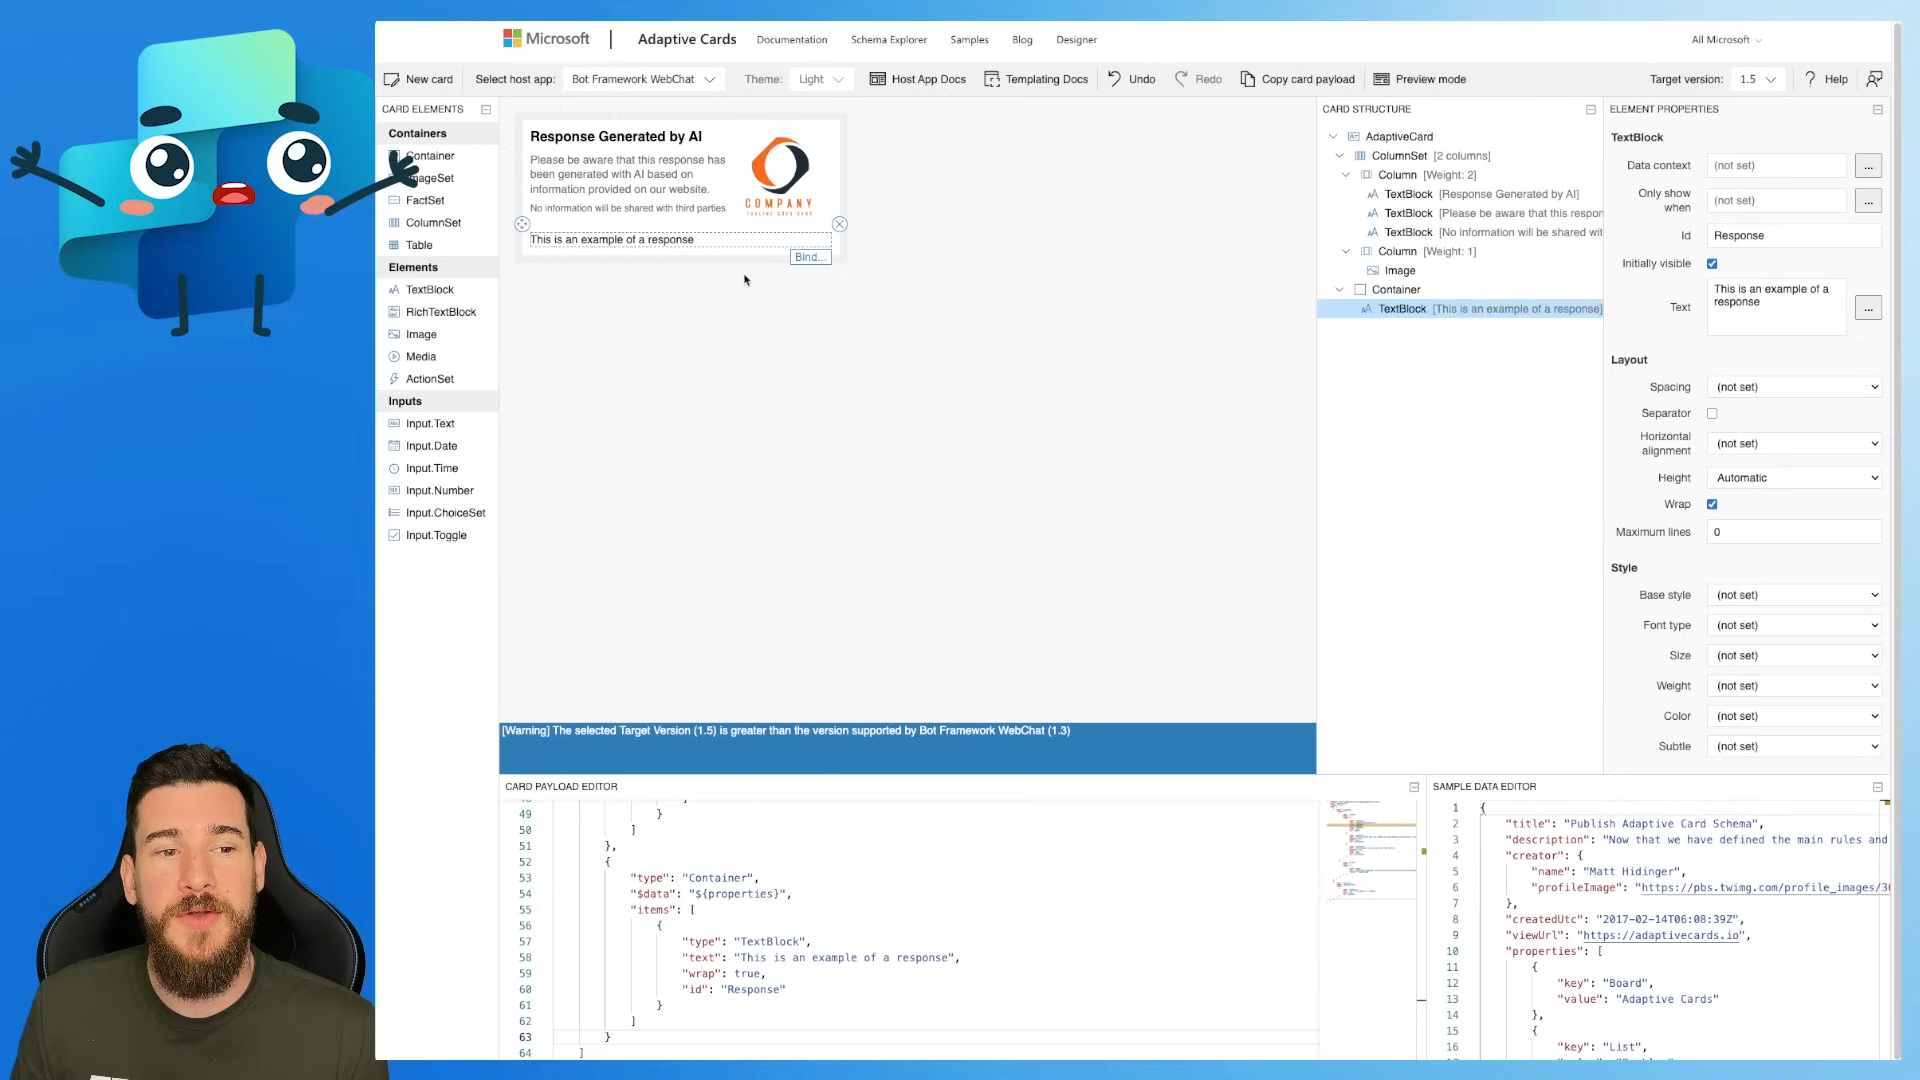 Microsoft
Adaptive Cards
Documentation
Schema Explorer
Samples
Blog
Designer
All Microsoft
New card
Select host app:
Bot Framework WebChat
Theme:
Light
Host App Docs
Templating Docs
Undo
Redo
Copy card payload
Preview mode
Target version:
1.5
Help
CARD ELEMENTS
Containers
Container
ImageSet
FactSet
ColumnSet
Table
Elements
TextBlock
RichTextBlock
Image
Media
ActionSet
Inputs
Input.Text
Input.Date
Input.Time
Input.Number
Input.ChoiceSet
Input.Toggle
Response Generated by AI
Please be aware that this response has
been generated with AI based on
information provided on our website.
No information will be shared with third parties
COMPANY
This is an example of a response
Bind...
[Warning] The selected Target Version (1.5) is greater than the version supported by Bot Framework WebChat (1.3)
CARD STRUCTURE
AdaptiveCard
ColumnSet [2 columns]
Column [Weight: 2]
TextBlock [Response Generated by AI]
TextBlock [Please be aware that this respor
TextBlock [No information will be shared wit
Column [Weight: 1]
Image
Container
TextBlock [This is an example of a response]
ELEMENT PROPERTIES
TextBlock
Data context (not set) ...
Only show when (not set) ...
Id Response
Initially visible
Text This is an example of a
response ...
Layout
Spacing (not set)
Separator
Horizontal alignment (not set)
Height Automatic
Wrap
Maximum lines 0
Style
Base style (not set)
Font type (not set)
Size (not set)
Weight (not set)
Color (not set)
Subtle (not set)
CARD PAYLOAD EDITOR
49 }
50 ]
51 },
52 {
53 "type": "Container",
54 "$data": "${properties}",
55 "items": [
56 {
57 "type": "TextBlock",
58 "text": "This is an example of a response",
59 "wrap": true,
60 "id": "Response"
61 }
62 ]
63 }
64 ]
SAMPLE DATA EDITOR
1 {
2 "title": "Publish Adaptive Card Schema",
3 "description": "Now that we have defined the main rules and
4 "creator": {
5 "name": "Matt Hidinger",
6 "profileImage": "https://pbs.twimg.com/profile_images/3
7 },
8 "createdUtc": "2017-02-14T06:08:39Z",
9 "viewUrl": "https://adaptivecards.io",
10 "properties": [
11 {
12 "key": "Board",
13 "value": "Adaptive Cards"
14 },
15 {
16 "key": "List",